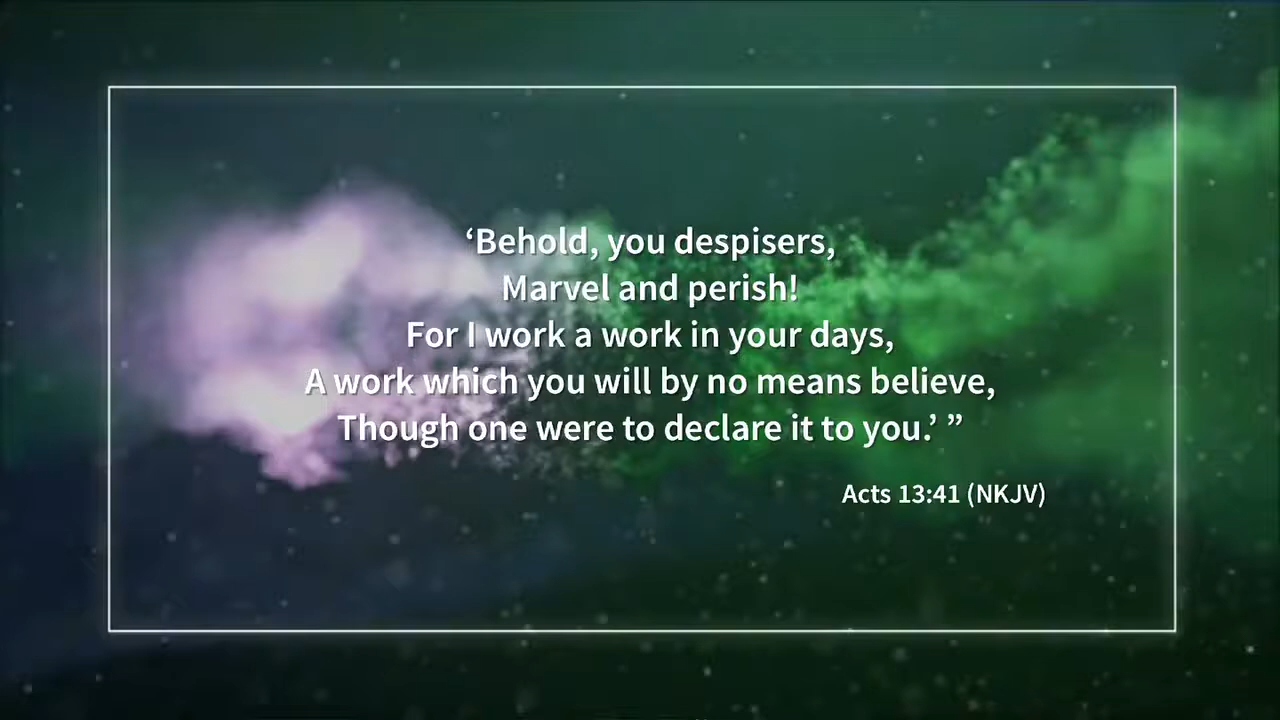 ‘Behold, you despisers,
Marvel and perish!
For I work a work in your days,
A work which you will by no means believe,
Though one were to declare it to you.’ ”
Acts 13:41 (NKJV)